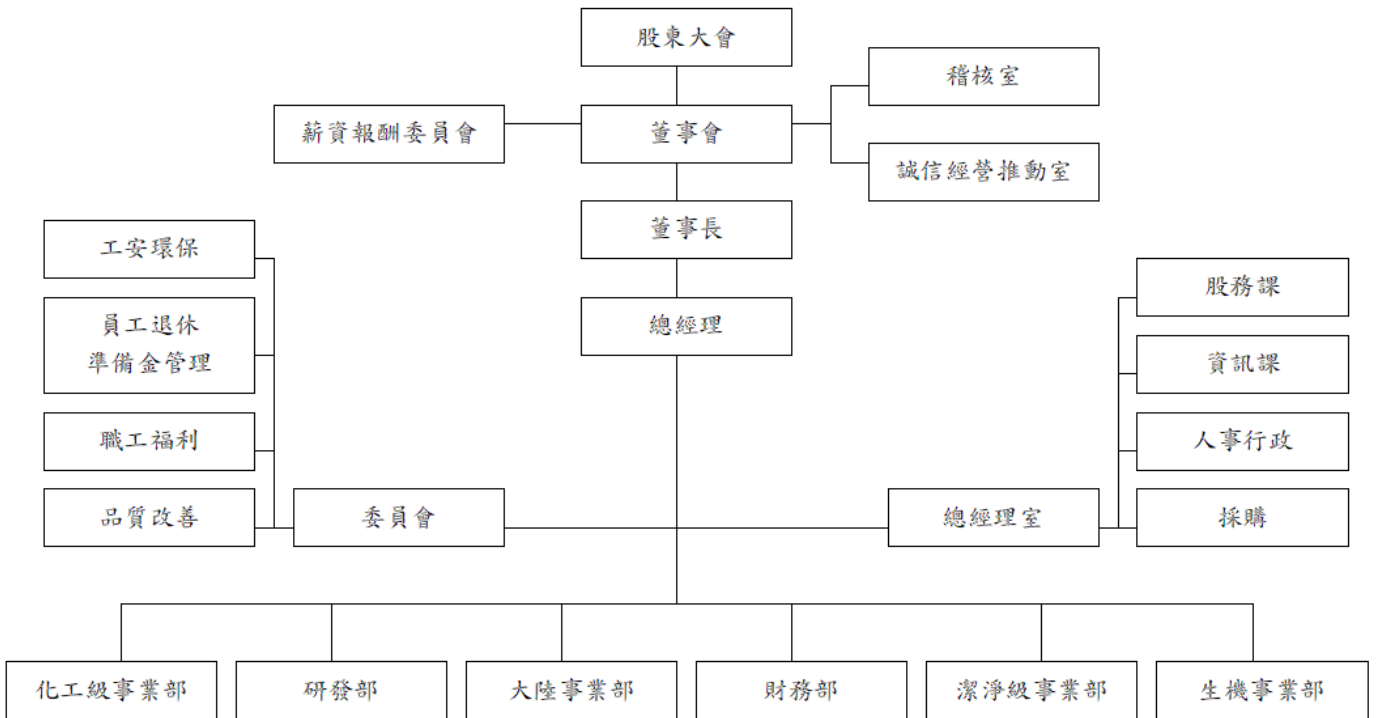 股東大會
稽核室
薪資報酬委員會
董事會
誠信經營推動室
董事長
工安環保
股務課
員工退休
準備金管理
總經理
資訊課
職工福利
人事行政
品質改善
委員會
總經理室
採購
化工級事業部
研發部
大陸事業部
財務部
潔淨級事業部
生機事業部